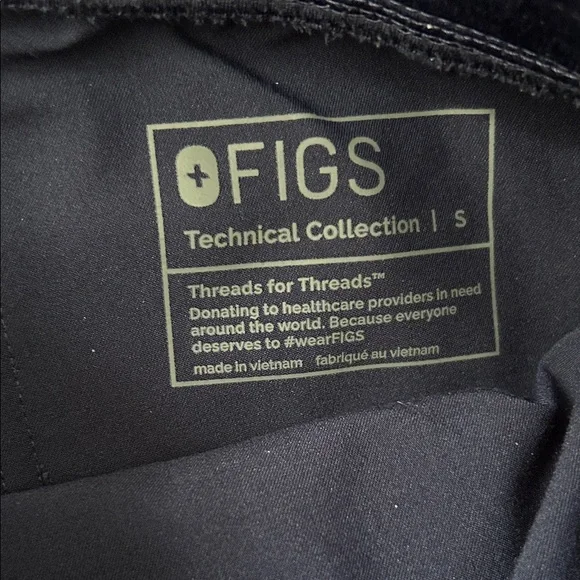 FIGS
Technical Collection | S
Threads for Threads™
Donating to healthcare providers in need
around the world. Because everyone
deserves to #wearFIGS
made in vietnam fabriqué au vietnam